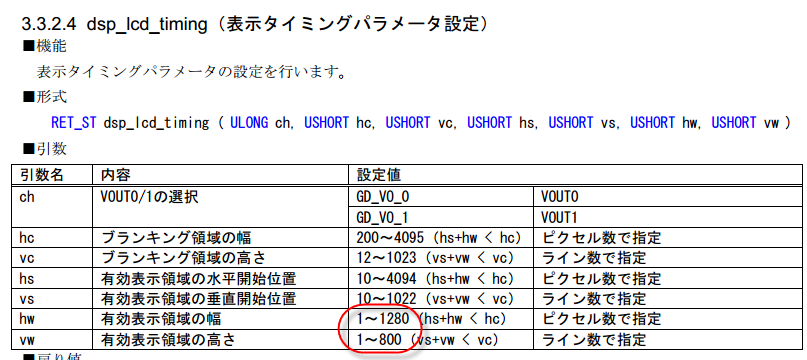 3.3.2.4 dsp_lcd_timing（表示タイミングパラメータ設定）
■機能
表示タイミングパラメータの設定を行います。
■形式
RET_ST dsp_lcd_timing ( ULONG ch, USHORT hc, USHORT vc, USHORT hs, USHORT vs, USHORT hw, USHORT vw )
■引数
引数名 内容 設定値
ch VOUT0/1の選択 GD_VO_0 VOUT0
GD_VO_1 VOUT1
hc ブランキング領域の幅 200～4095 (hs+hw < hc) ピクセル数で指定
vc ブランキング領域の高さ 12～1023 (vs+vw < vc) ライン数で指定
hs 有効表示領域の水平開始位置 10～4094 (hs+hw < hc) ピクセル数で指定
vs 有効表示領域の垂直開始位置 10～1022 (vs+vw < vc) ライン数で指定
hw 有効表示領域の幅 1～1280 (hs+hw < hc) ピクセル数で指定
vw 有効表示領域の高さ 1～800 (vs+vw < vc) ライン数で指定
■戻り値